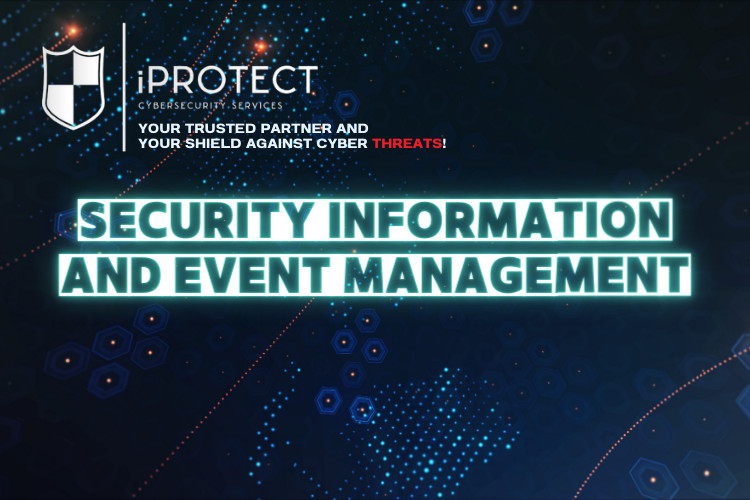 iPROTECT
CYBERSECURITY SERVICES
YOUR TRUSTED PARTNER AND
YOUR SHIELD AGAINST CYBER THREATS!
SECURITY INFORMATION
AND EVENT MANAGEMENT